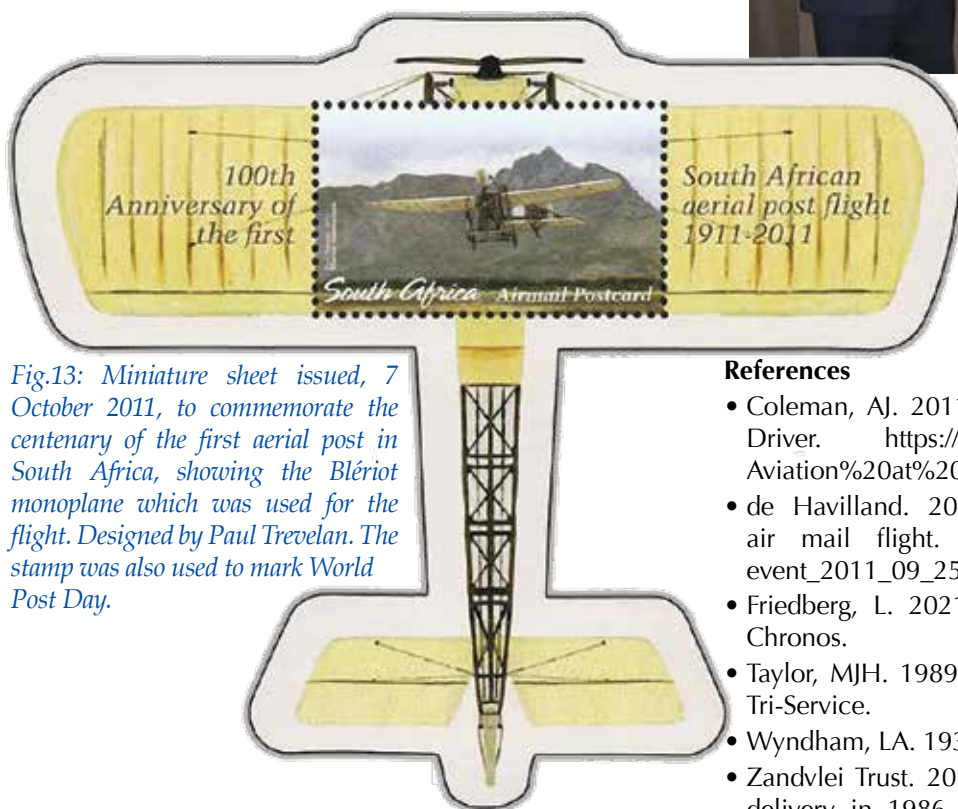 100th
Anniversary of
the first
South African
aerial post flight
1911-2011
South Africa Airmail Postcard
Fig.13: Miniature sheet issued, 7
October 2011, to commemorate the
centenary of the first aerial post in
South Africa, showing the Blériot
monoplane which was used for the
flight. Designed by Paul Trevelan. The
stamp was also used to mark World
Post Day.
References
• Coleman, AJ. 201
Driver. https://
Aviation%20at%20
• de Havilland. 20
air mail flight.
event_2011_09_25
• Friedberg, L. 2021
Chronos.
• Taylor, MJH. 1989
Tri-Service.
• Wyndham, LA. 193
• Zandvlei Trust. 20
delivery in 1986